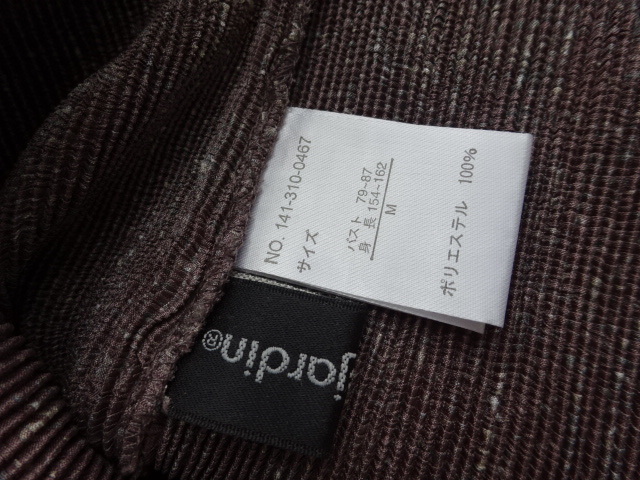 NO. 141-310-0467
サイズ
バスト 79~87
身 長 154~162
M
ポリエステル 100%
jardin®